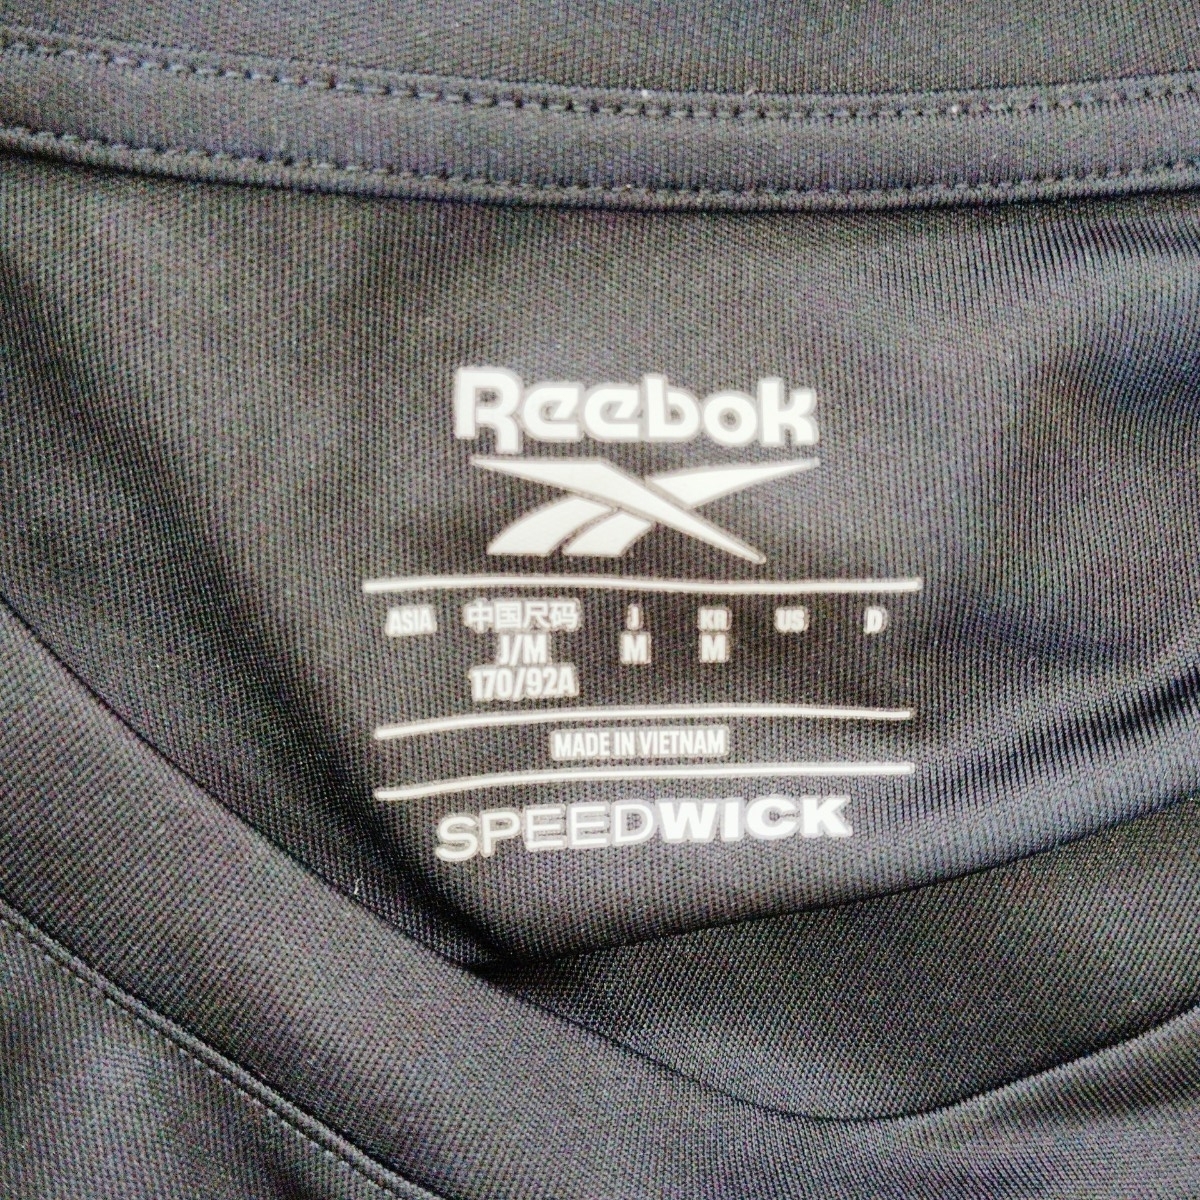 Reebok
ASIA 中国尺码 J KR US D
J/M M M
170/92A
MADE IN VIETNAM
SPEEDWICK